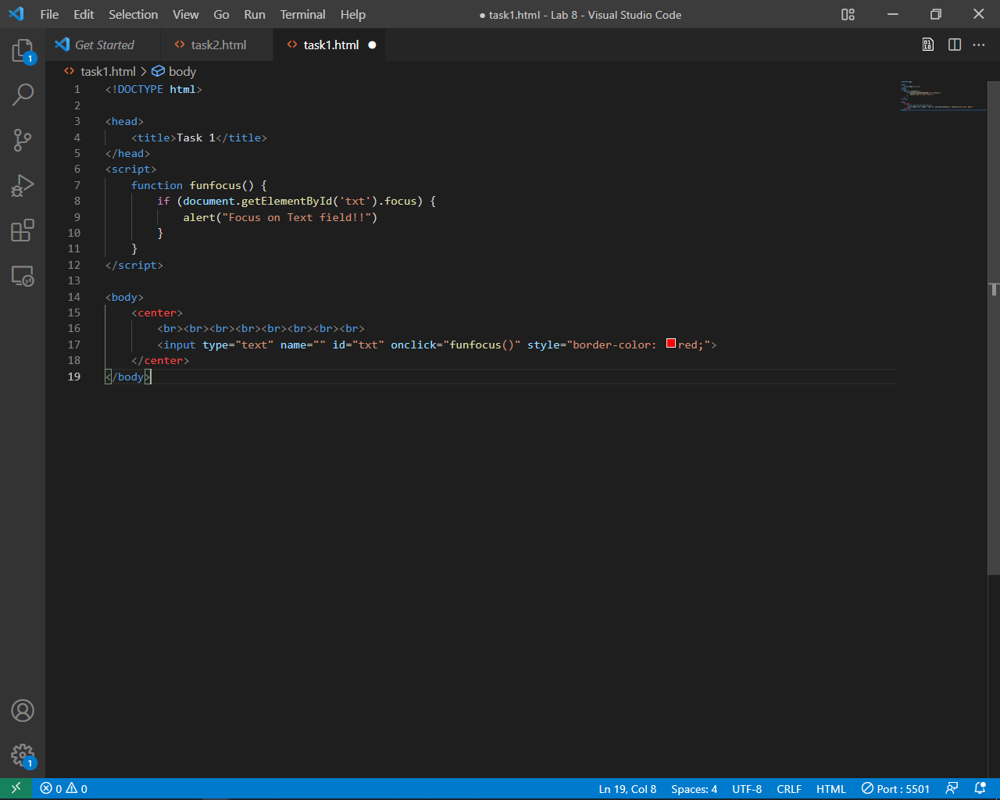 File Edit Selection View Go Run Terminal Help
● task1.html - Lab 8 - Visual Studio Code
Get Started
<> task2.html
<> task1.html ●
<> task1.html > body
1 <!DOCTYPE html>
2
3 <head>
4 <title>Task 1</title>
5 </head>
6 <script>
7 function funfocus() {
8 if (document.getElementById('txt').focus) {
9 alert("Focus on Text field!!")
10 }
11 }
12 </script>
13
14 <body>
15 <center>
16 <br><br><br><br><br><br><br><br>
17 <input type="text" name="" id="txt" onclick="funfocus()" style="border-color: red;">
18 </center>
19 </body>
1
1
0 0
Ln 19, Col 8 Spaces: 4 UTF-8 CRLF HTML Port : 5501